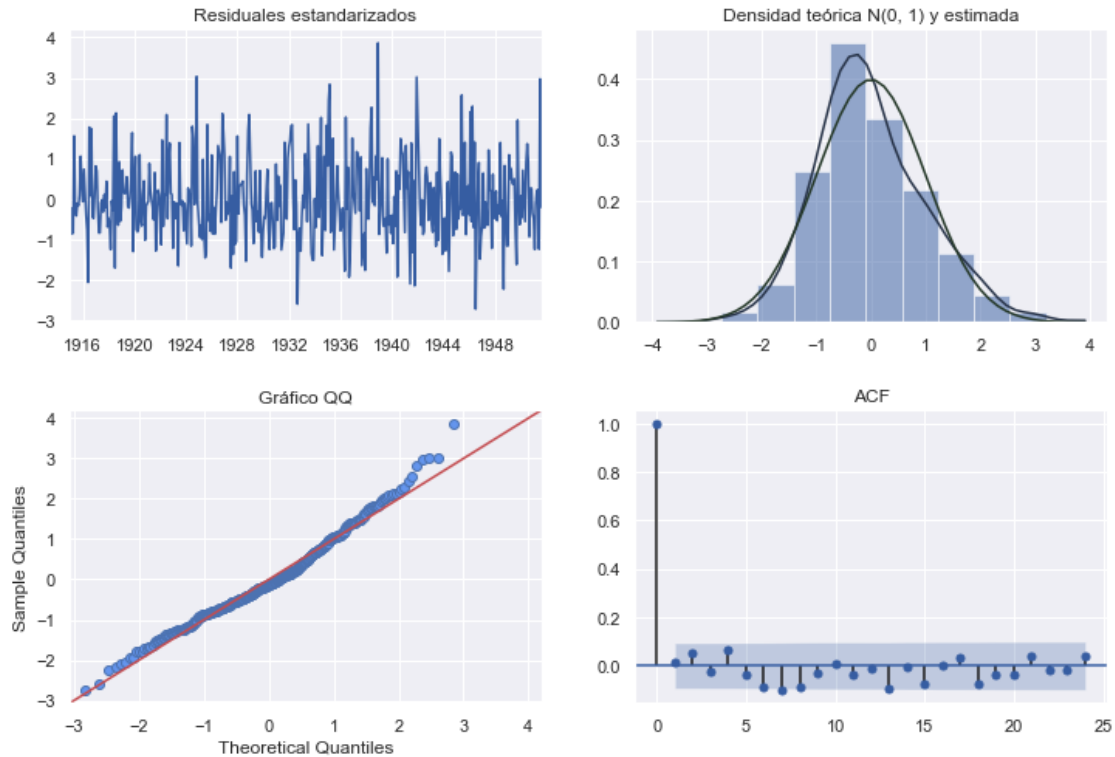 Residuales estandarizados
4
3
2
1
0
−1
−2
−3
1916 1920 1924 1928 1932 1936 1940 1944 1948
Densidad teórica N(0, 1) y estimada
0.4
0.3
0.2
0.1
0.0
−4 −3 −2 −1 0 1 2 3 4
Gráfico QQ
Sample Quantiles
4
3
2
1
0
−1
−2
−3
−3 −2 −1 0 1 2 3 4
Theoretical Quantiles
ACF
1.0
0.8
0.6
0.4
0.2
0.0
0 5 10 15 20 25